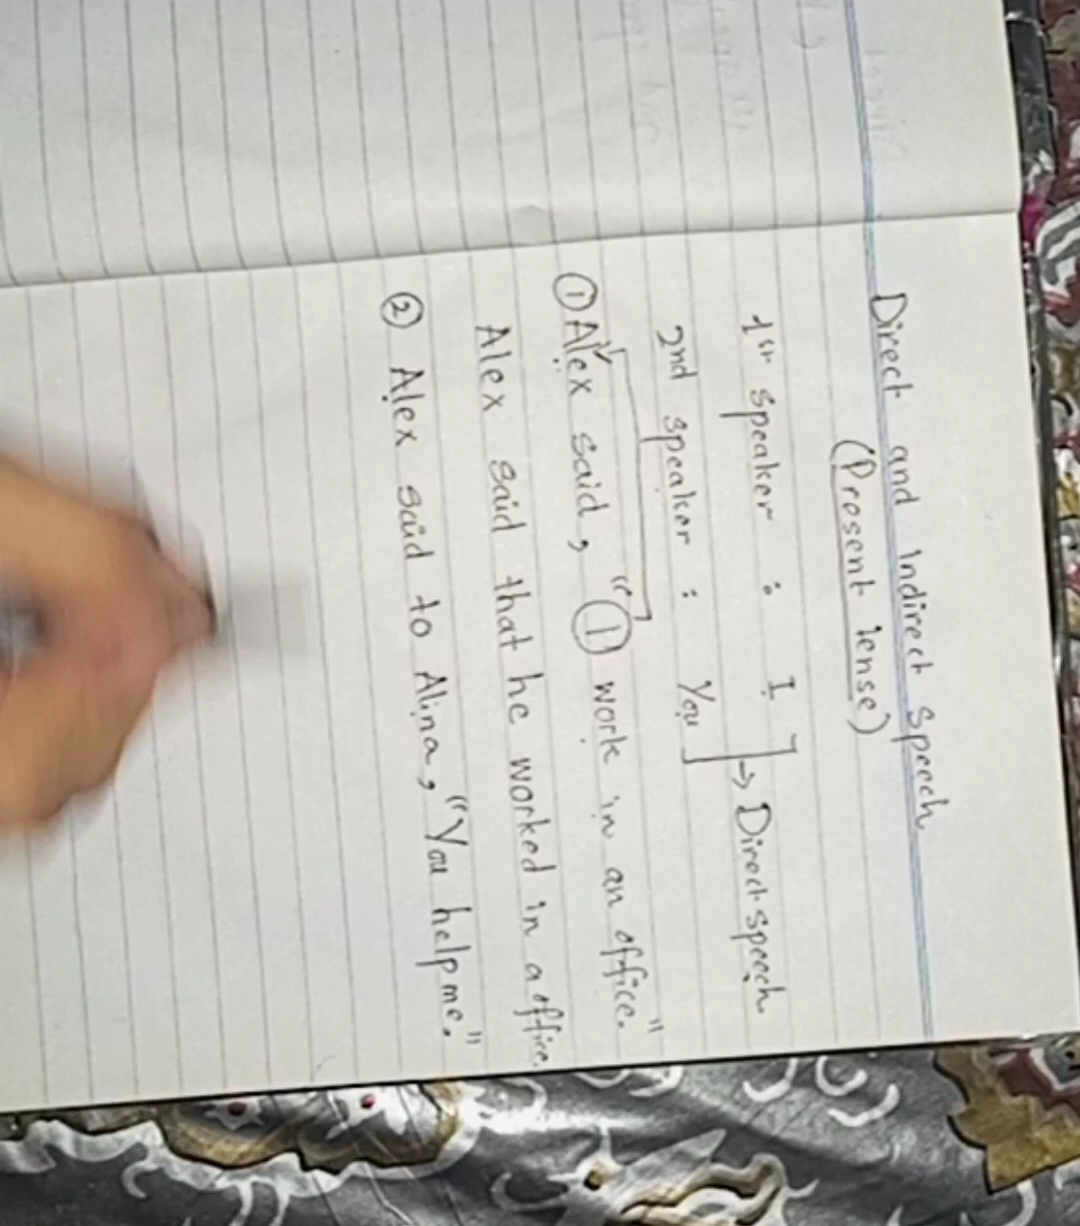 Direct and Indirect Speech
(Present Tense)
1st speaker : I
2nd speaker : You
→ Direct speech.
① Alex said, "I work in an office."
Alex said that he worked in a office.
② Alex said to Alina, "You help me."